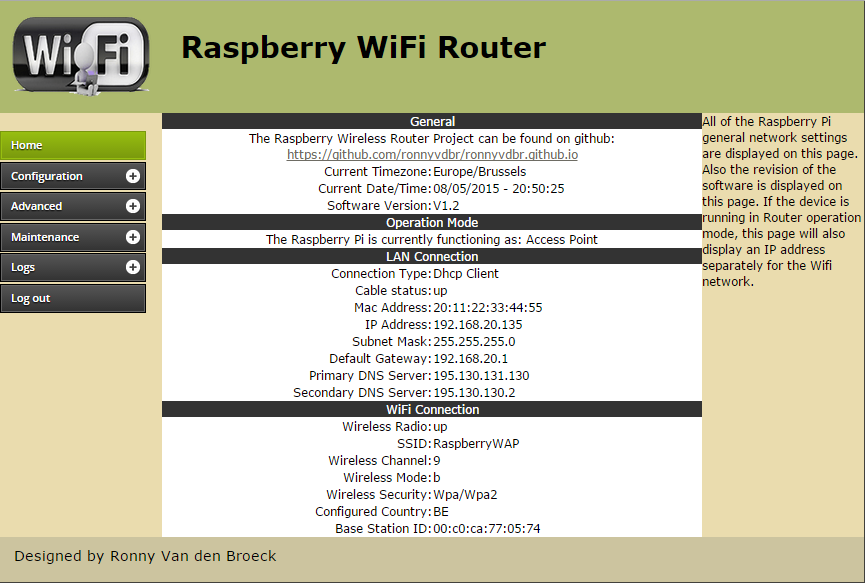 WiFi
Raspberry WiFi Router
Home
Configuration
Advanced
Maintenance
Logs
Log out
General
The Raspberry Wireless Router Project can be found on github:
https://github.com/ronnyvdbr/ronnyvdbr.github.io
Current Timezone: Europe/Brussels
Current Date/Time: 08/05/2015 - 20:50:25
Software Version: V1.2
Operation Mode
The Raspberry Pi is currently functioning as: Access Point
LAN Connection
Connection Type: Dhcp Client
Cable status: up
Mac Address: 20:11:22:33:44:55
IP Address: 192.168.20.135
Subnet Mask: 255.255.255.0
Default Gateway: 192.168.20.1
Primary DNS Server: 195.130.131.130
Secondary DNS Server: 195.130.130.2
WiFi Connection
Wireless Radio: up
SSID: RaspberryWAP
Wireless Channel: 9
Wireless Mode: b
Wireless Security: Wpa/Wpa2
Configured Country: BE
Base Station ID: 00:c0:ca:77:05:74
All of the Raspberry Pi
general network settings
are displayed on this page.
Also the revision of the
software is displayed on
this page. If the device is
running in Router operation
mode, this page will also
display an IP address
separately for the Wifi
network.
Designed by Ronny Van den Broeck